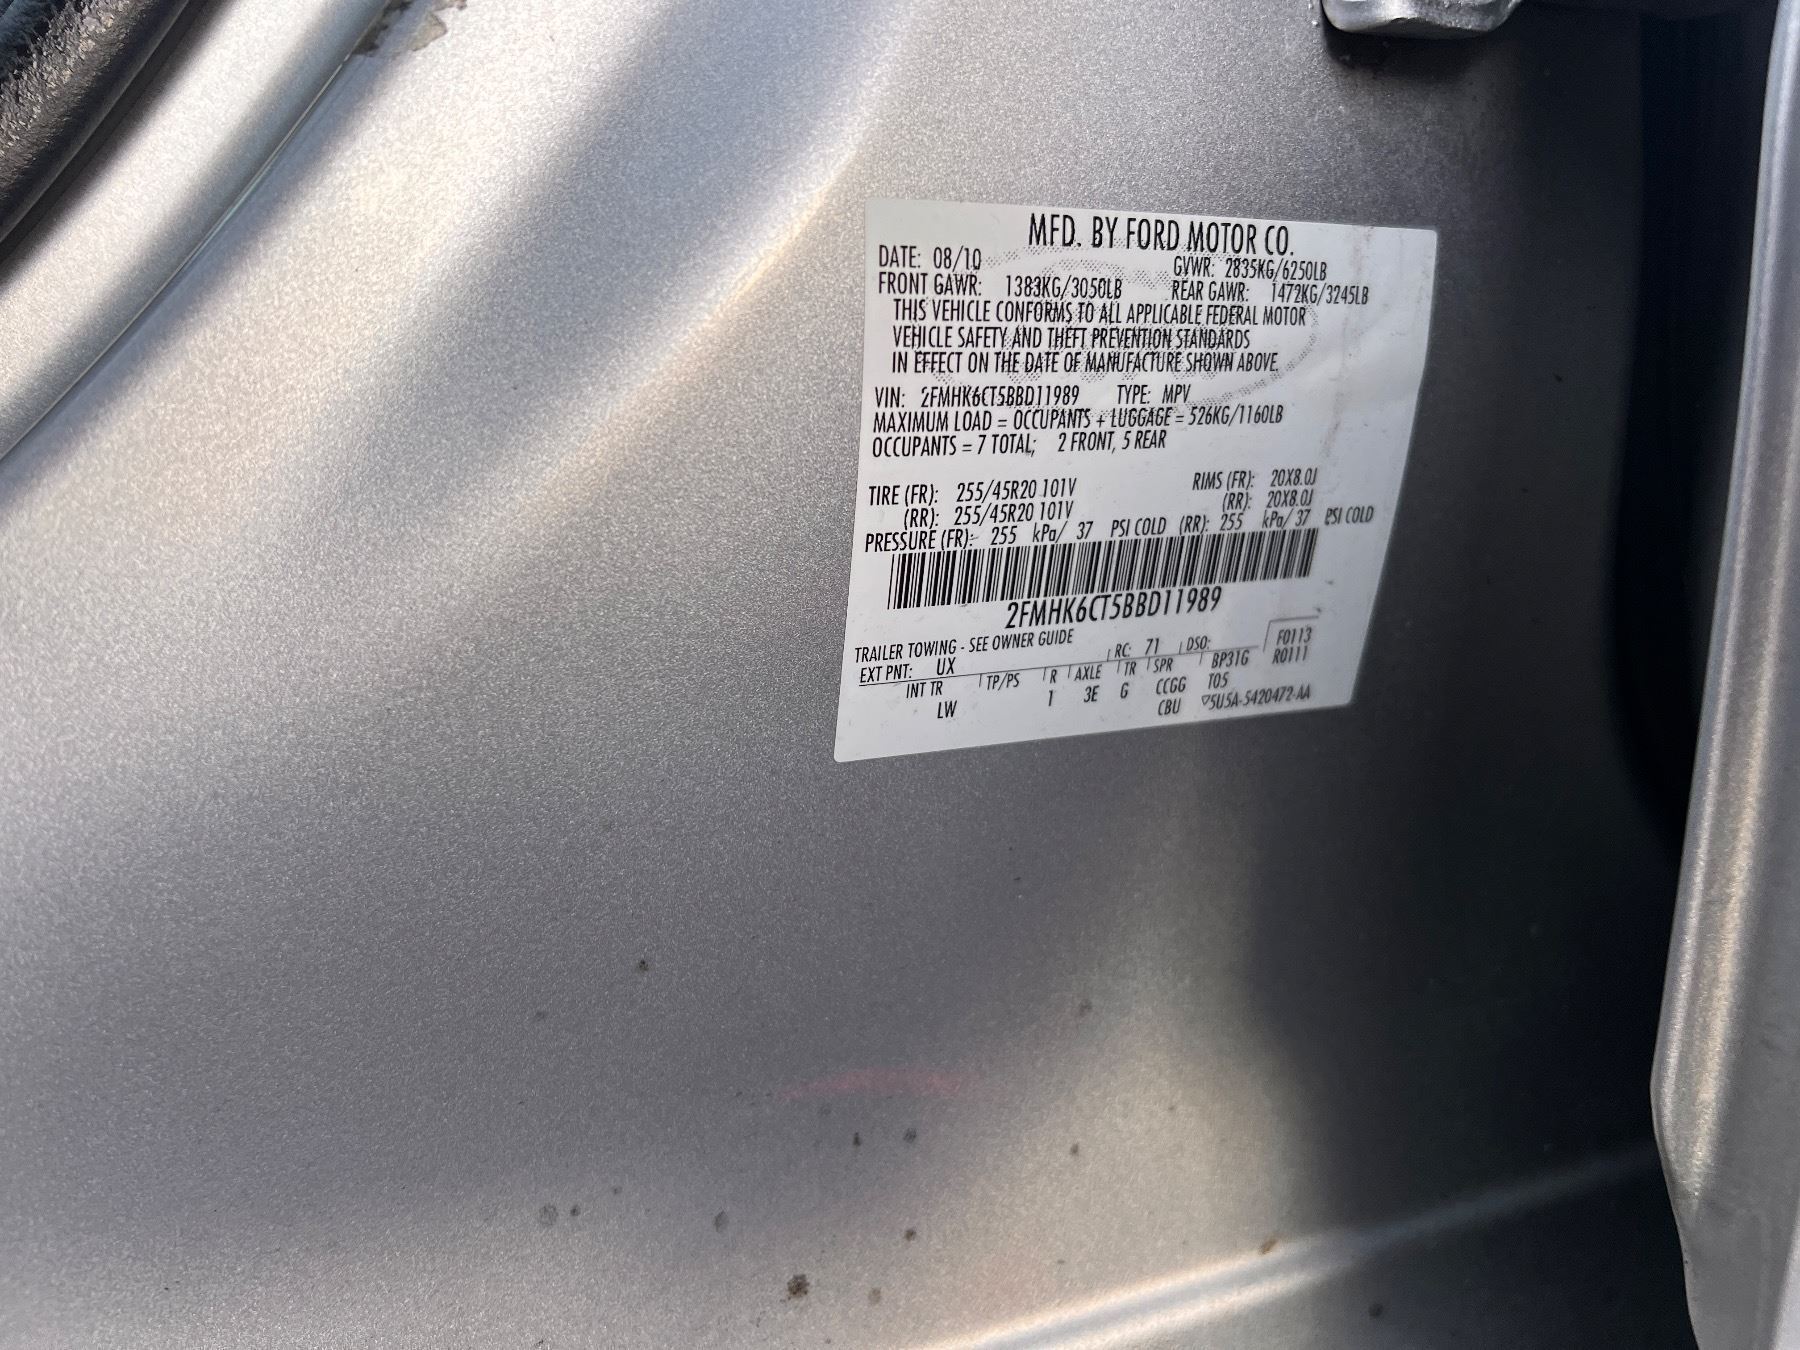 MFD. BY FORD MOTOR CO.
DATE: 08/10 GVWR: 2835KG/6250LB
FRONT GAWR: 1383KG/3050LB REAR GAWR: 1472KG/3245LB
THIS VEHICLE CONFORMS TO ALL APPLICABLE FEDERAL MOTOR
VEHICLE SAFETY AND THEFT PREVENTION STANDARDS
IN EFFECT ON THE DATE OF MANUFACTURE SHOWN ABOVE.
VIN: 2FMHK6CT5BBD11989 TYPE: MPV
MAXIMUM LOAD = OCCUPANTS + LUGGAGE = 526KG/1160LB
OCCUPANTS = 7 TOTAL; 2 FRONT, 5 REAR
TIRE (FR): 255/45R20 101V RIMS (FR): 20X8.0J
(RR): 255/45R20 101V (RR): 20X8.0J
PRESSURE (FR): 255 kPa/ 37 PSI COLD (RR): 255 kPa/ 37 PSI COLD
2FMHK6CT5BBD11989
TRAILER TOWING - SEE OWNER GUIDE
EXT PNT: UX RC: 71 DSO: F0113
INT TR TP/PS R AXLE TR SPR BP31G R0111
LW 1 3E G CCGG T05
CBU ▽5U5A-5420472-AA